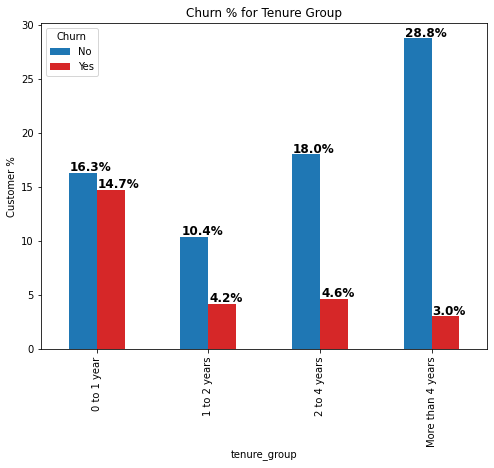 Churn % for Tenure Group
Churn
No
Yes
Customer %
30
25
20
15
10
5
0
16.3%
14.7%
10.4%
4.2%
18.0%
4.6%
28.8%
3.0%
0 to 1 year
1 to 2 years
2 to 4 years
More than 4 years
tenure_group